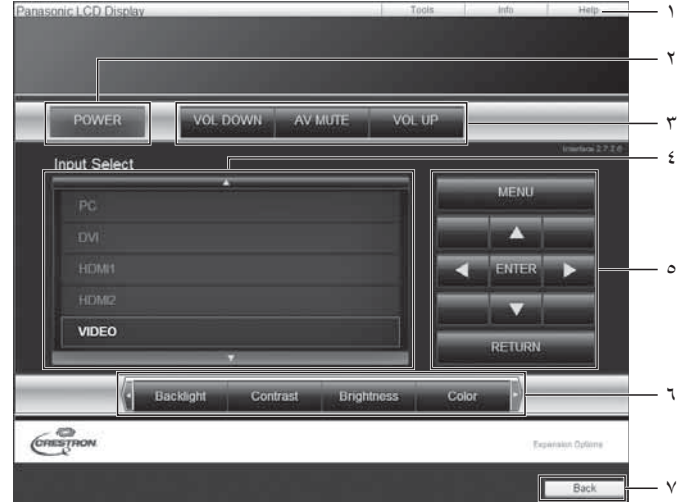 Panasonic LCD Display Tools Info Help ١
٢
POWER VOL DOWN AV MUTE VOL UP ٣
Interface 2.7.2.6
Input Select ٤
PC
DVI
HDMI1
HDMI2
VIDEO
MENU
ENTER ٥
RETURN
Backlight Contrast Brightness Color ٦
CRESTRON
Expansion Options
Back ٧